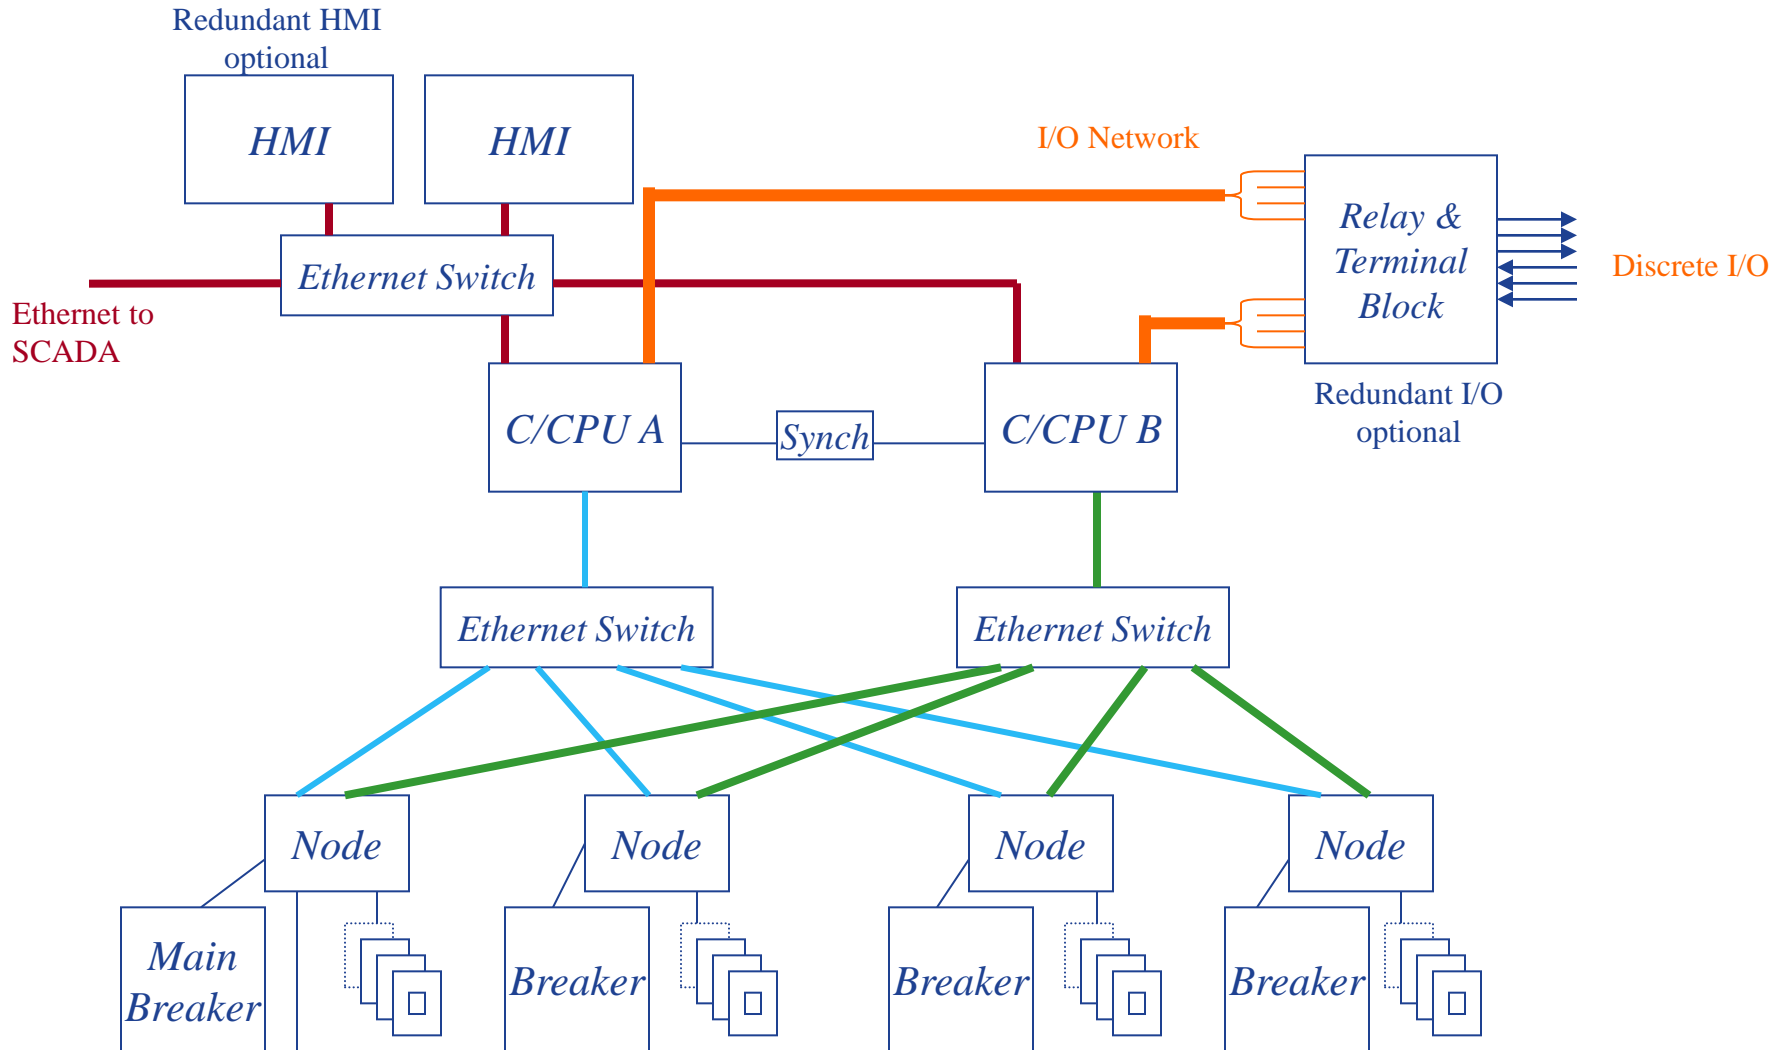 Redundant HMI
optional
HMI
HMI
I/O Network
Relay &
Terminal
Block
Discrete I/O
Ethernet Switch
Ethernet to
SCADA
Redundant I/O
optional
C/CPU A
Synch
C/CPU B
Ethernet Switch
Ethernet Switch
Node
Node
Node
Node
Main
Breaker
Breaker
Breaker
Breaker